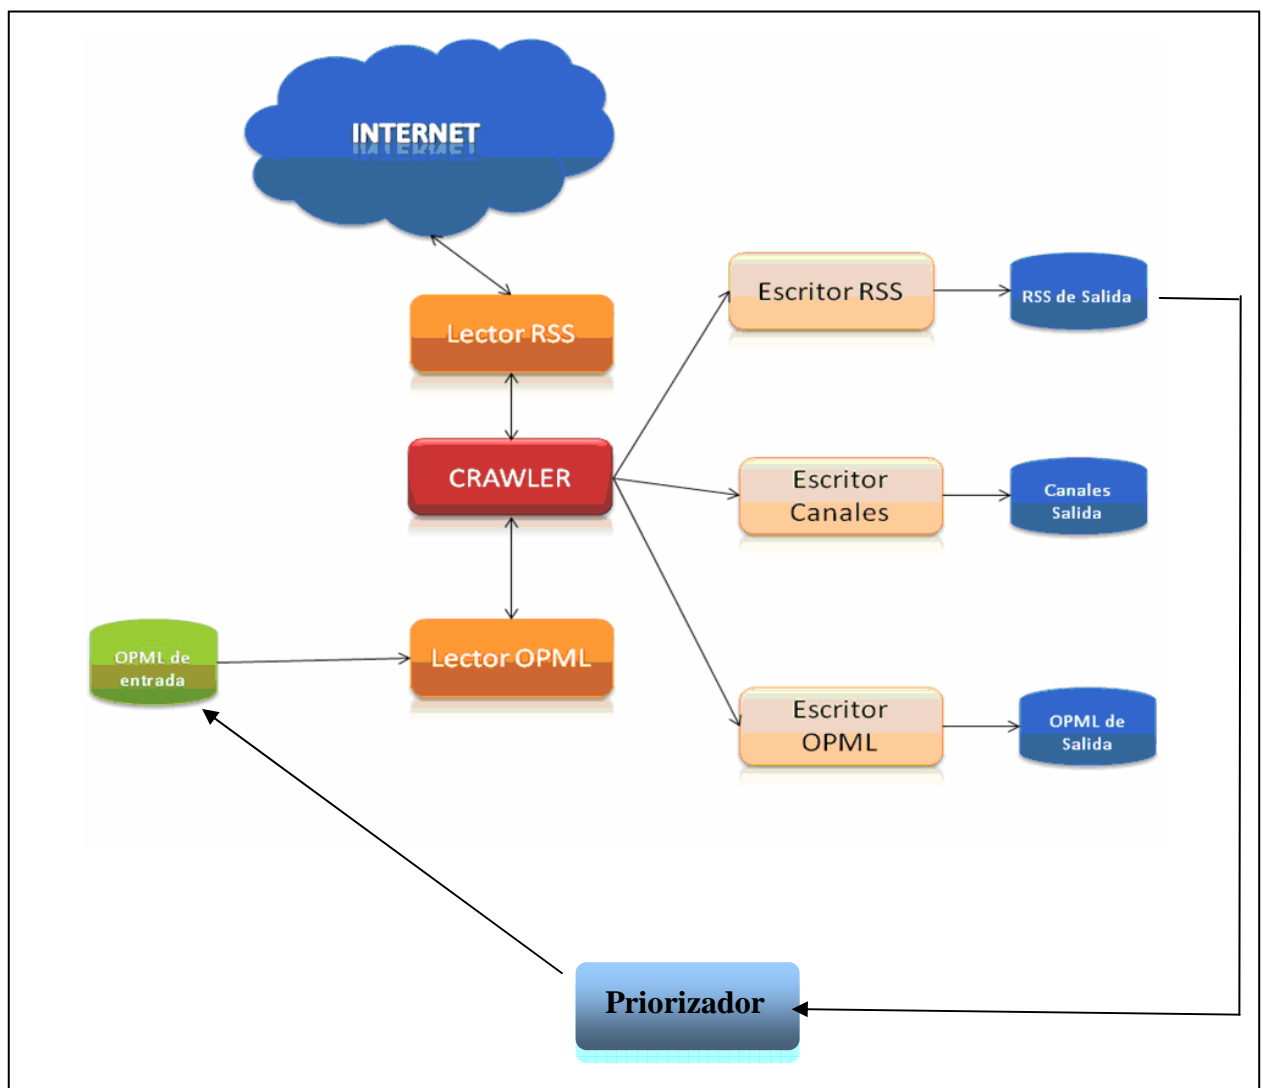 INTERNET
Escritor RSS
RSS de Salida
Lector RSS
CRAWLER
Escritor
Canales
Canales
Salida
OPML de
entrada
Lector OPML
Escritor
OPML
OPML de
Salida
Priorizador